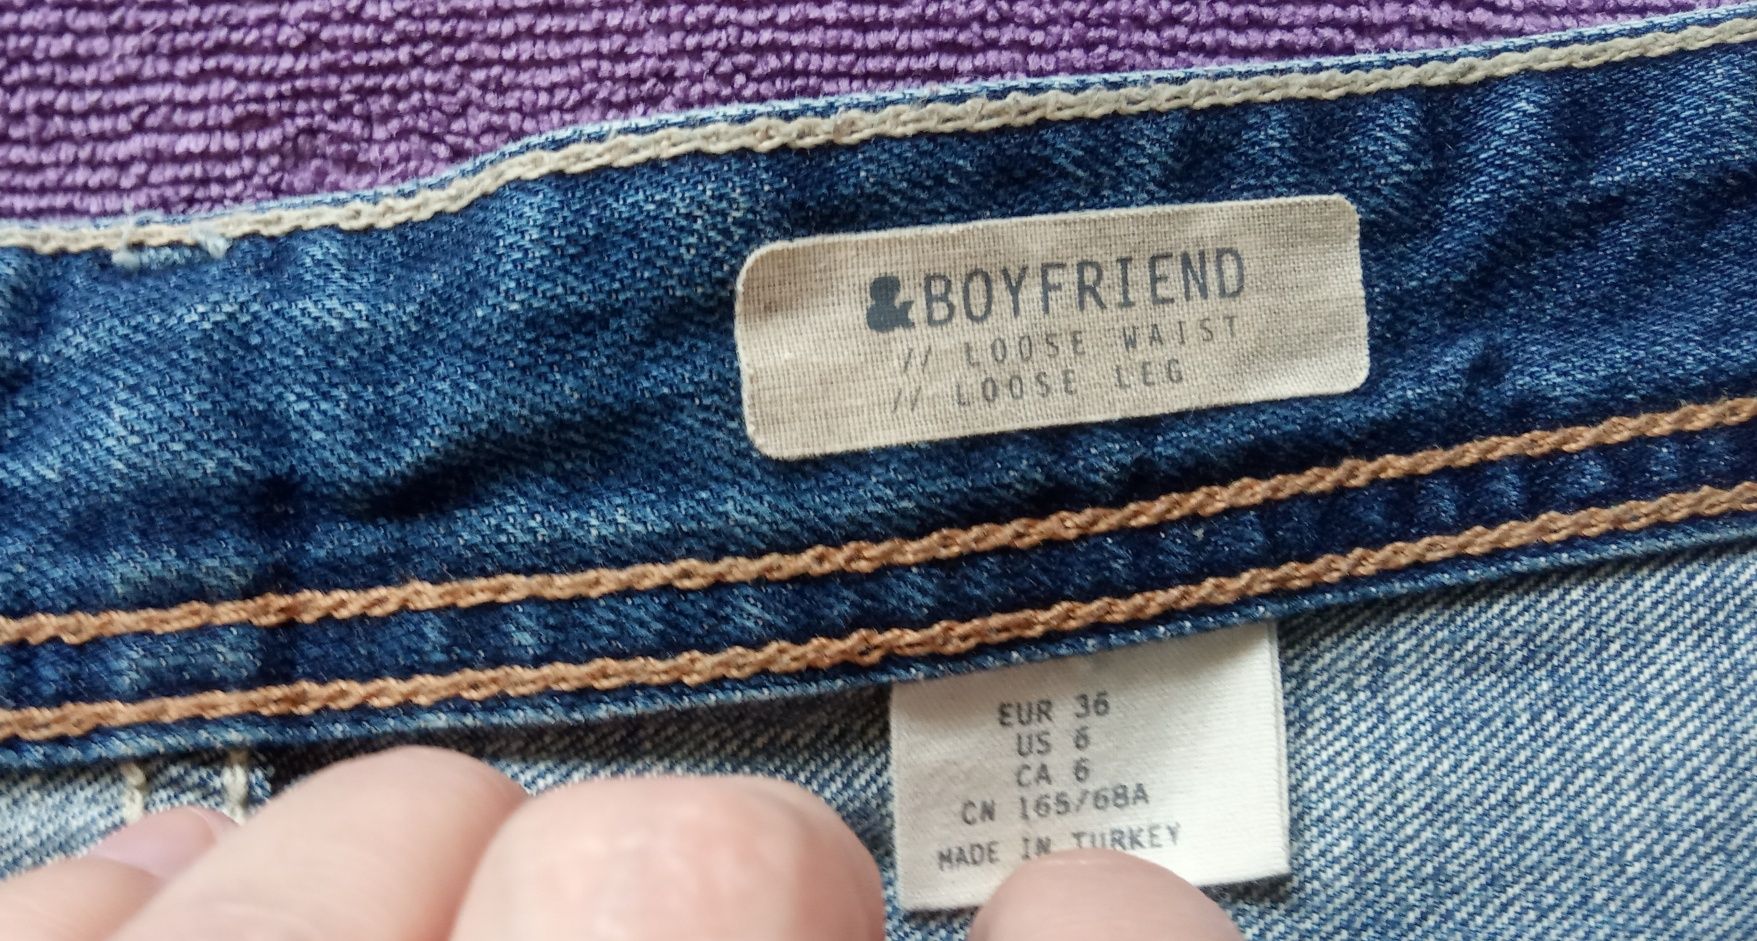 &BOYFRIEND
// LOOSE WAIST
// LOOSE LEG
EUR 36
US 6
CA 6
CN 165/68A
MADE IN TURKEY